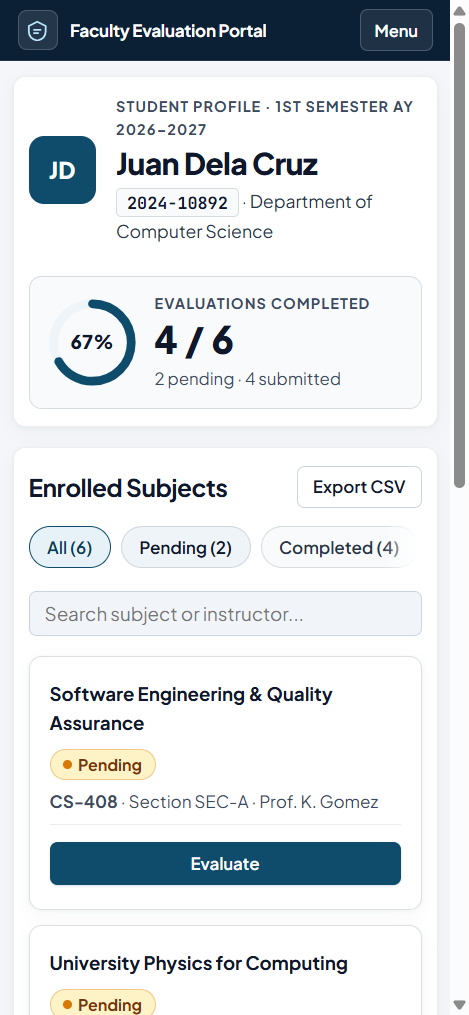 Faculty Evaluation Portal
Menu
STUDENT PROFILE · 1ST SEMESTER AY
2026–2027
JD
Juan Dela Cruz
2024-10892 · Department of
Computer Science
67%
EVALUATIONS COMPLETED
4 / 6
2 pending · 4 submitted
Enrolled Subjects
Export CSV
All (6)
Pending (2)
Completed (4)
Search subject or instructor...
Software Engineering & Quality
Assurance
Pending
CS-408 · Section SEC-A · Prof. K. Gomez
Evaluate
University Physics for Computing
Pending